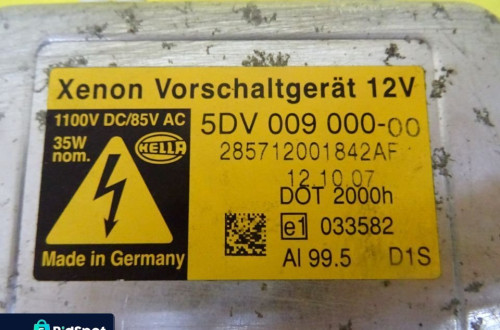 Xenon Vorschaltgerät 12V
1100V DC/85V AC
35W
nom.
HELLA
Made in Germany
5DV 009 000-00
285712001842AF
12.10.07
DOT 2000h
e1 033582
Al 99.5 D1S
BidSpot